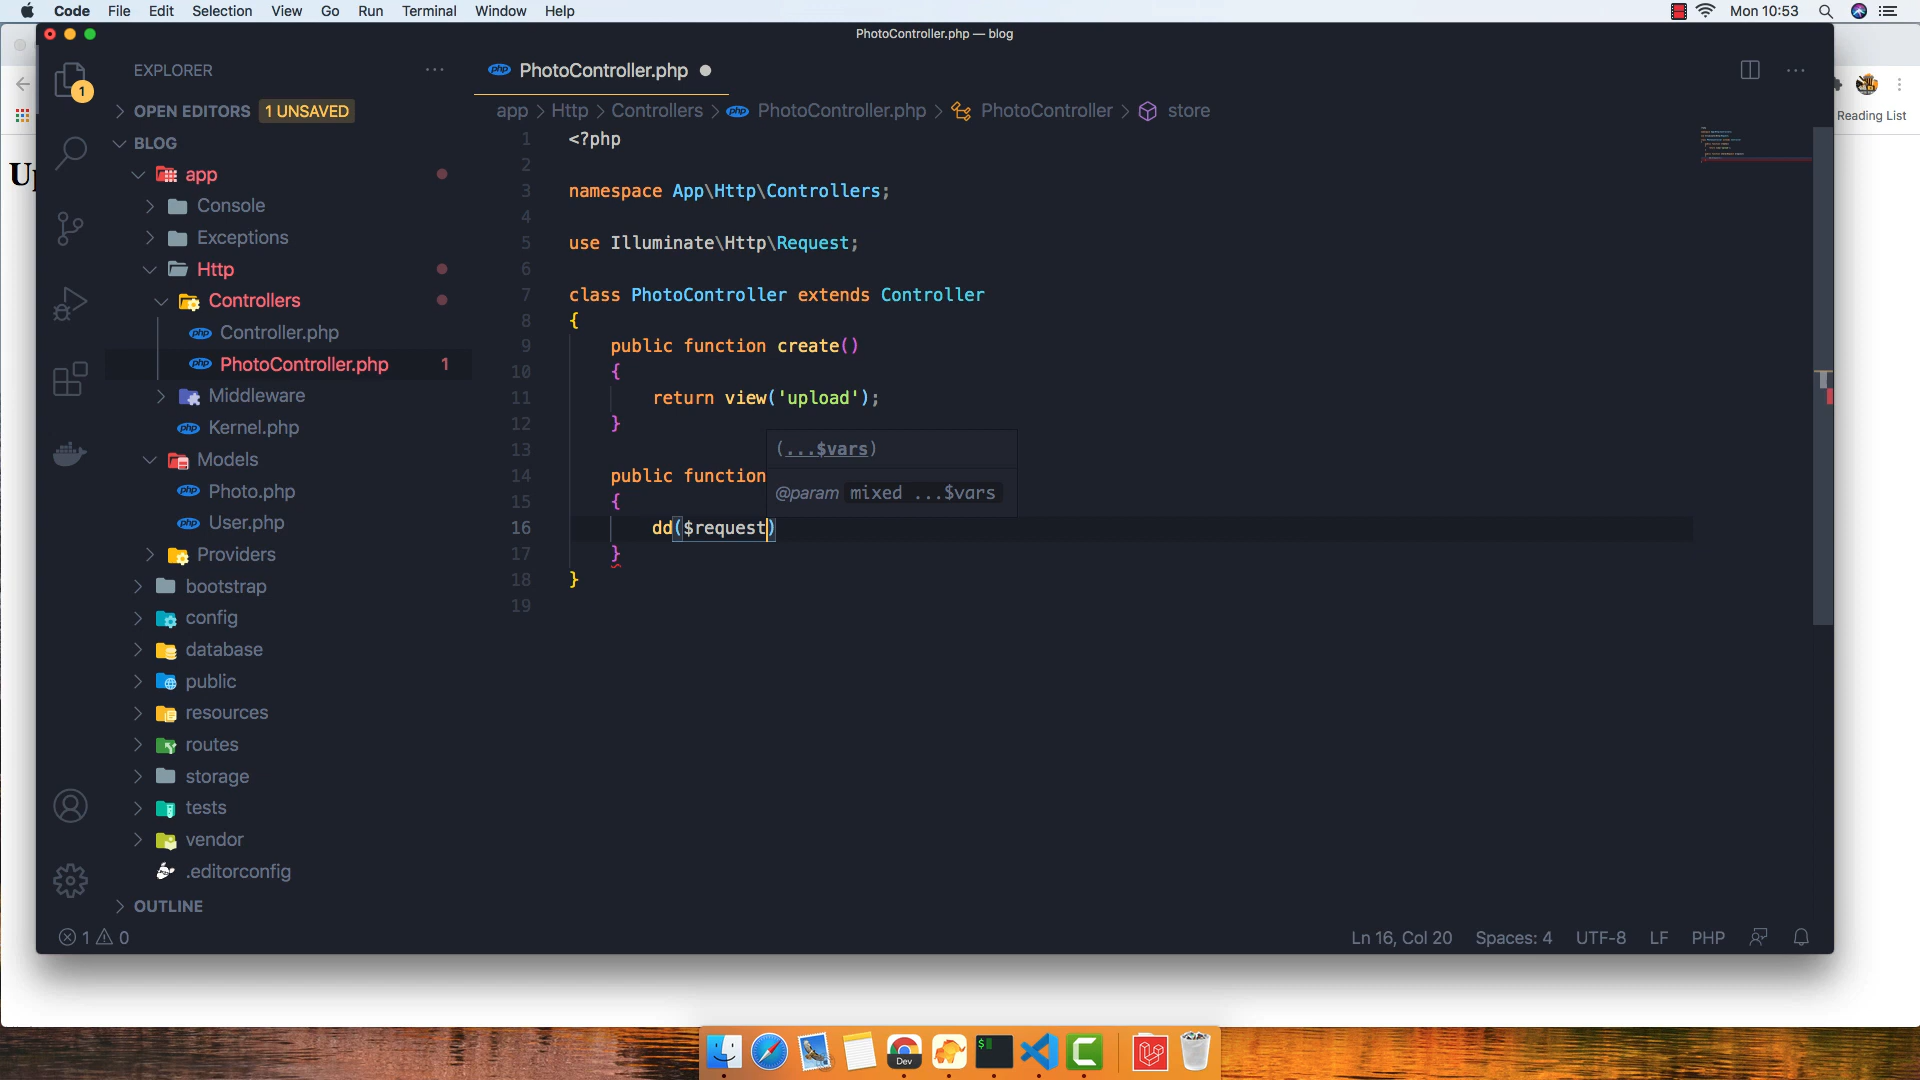 Code File Edit Selection View Go Run Terminal Window Help Mon 10:53
PhotoController.php — blog
EXPLORER
PhotoController.php
1
OPEN EDITORS 1 UNSAVED
app > Http > Controllers > PhotoController.php > PhotoController > store
Reading List
BLOG
app
Console
Exceptions
Http
Controllers
Controller.php
PhotoController.php 1
Middleware
Kernel.php
Models
Photo.php
User.php
Providers
bootstrap
config
database
public
resources
routes
storage
tests
vendor
.editorconfig
OUTLINE
1 <?php
2
3 namespace App\Http\Controllers;
4
5 use Illuminate\Http\Request;
6
7 class PhotoController extends Controller
8 {
9 public function create()
10 {
11 return view('upload');
12 }
13
14 public function
15 {
16 dd($request)
17 }
18 }
19
(...$vars)
@param mixed ...$vars
1 0
Ln 16, Col 20 Spaces: 4 UTF-8 LF PHP
Dev